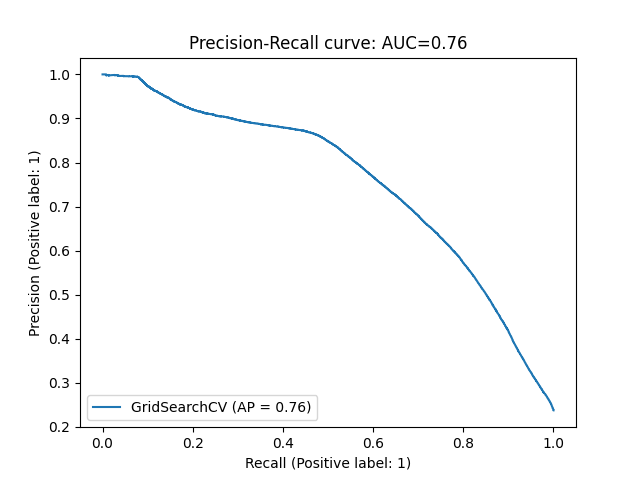 Precision-Recall curve: AUC=0.76
1.0
0.9
0.8
0.7
0.6
0.5
0.4
0.3
0.2
Precision (Positive label: 1)
GridSearchCV (AP = 0.76)
0.0 0.2 0.4 0.6 0.8 1.0
Recall (Positive label: 1)